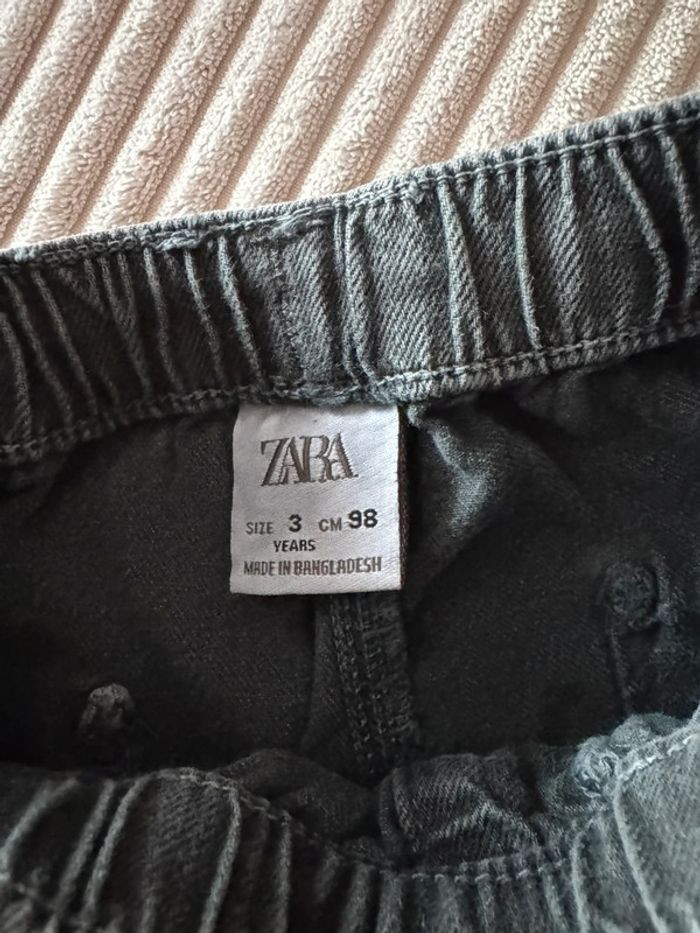 ZARA
SIZE 3 CM 98
YEARS
MADE IN BANGLADESH